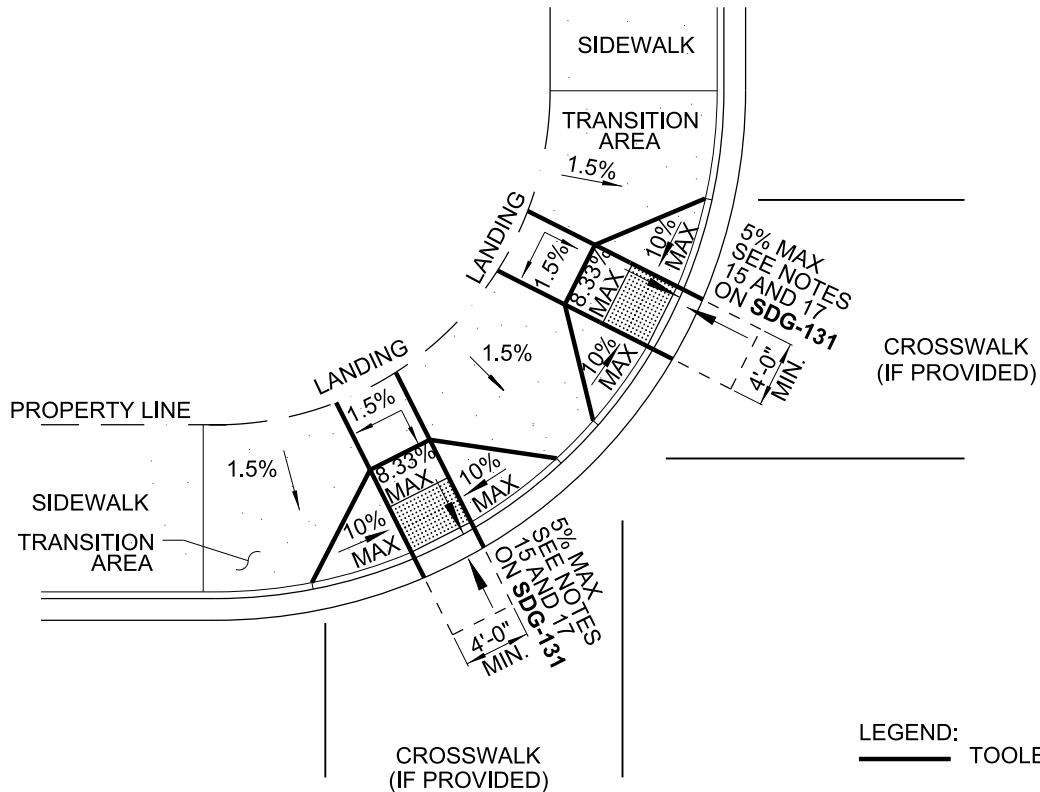 SIDEWALK
TRANSITION
AREA
1.5%
LANDING
1.5%
10%
MAX
8.33%
MAX
10%
MAX
5% MAX
SEE NOTES
15 AND 17
ON SDG-131
4'-0"
MIN.
CROSSWALK
(IF PROVIDED)
1.5%
LANDING
1.5%
PROPERTY LINE
1.5%
8.33%
MAX.
10%
MAX
10%
MAX
SIDEWALK
TRANSITION
AREA
5% MAX
SEE NOTES
15 AND 17
ON SDG-131
4'-0"
MIN.
CROSSWALK
(IF PROVIDED)
LEGEND: